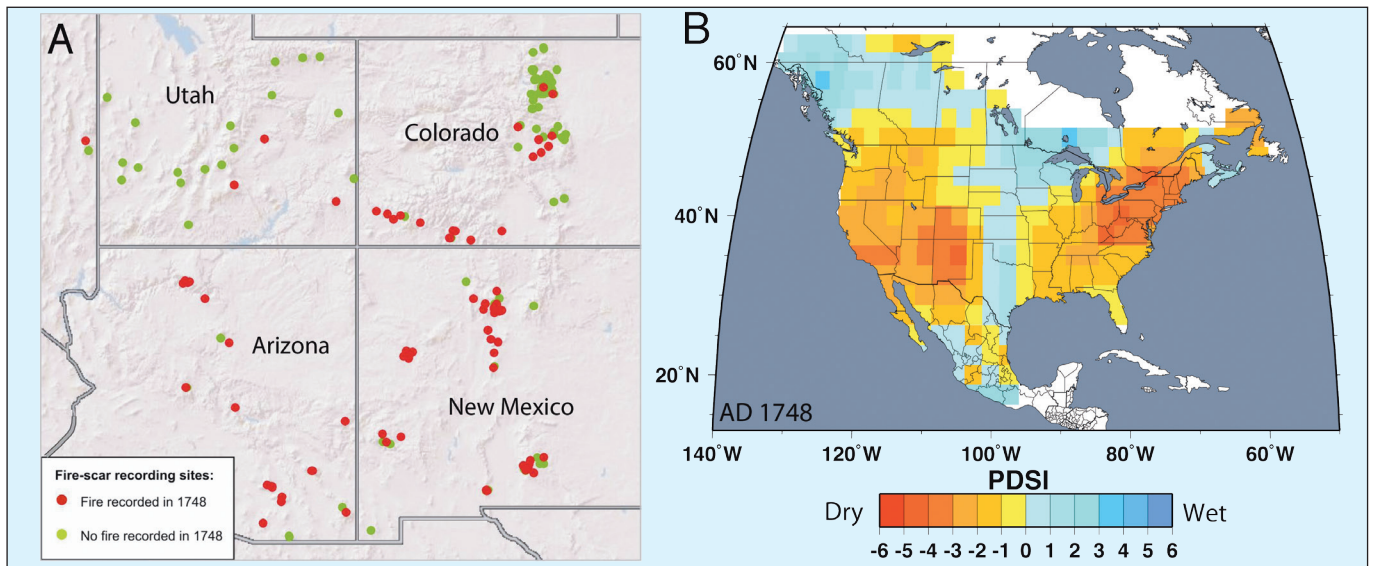 A
Utah
Colorado
Arizona
New Mexico
Fire-scar recording sites:
Fire recorded in 1748
No fire recorded in 1748
B
60°N
40°N
20°N
AD 1748
140°W 120°W 100°W 80°W 60°W
PDSI
Dry Wet
-6 -5 -4 -3 -2 -1 0 1 2 3 4 5 6